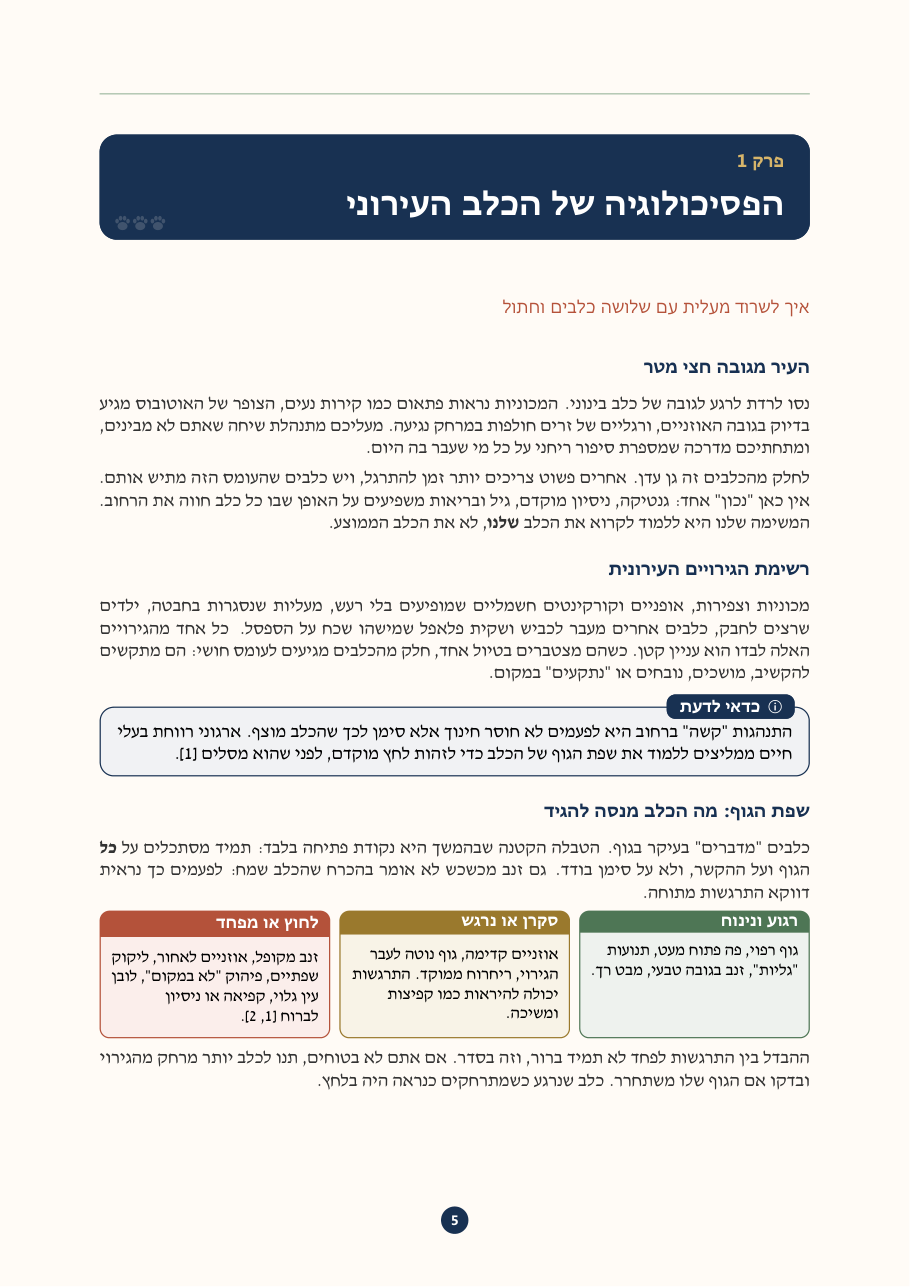 פרק 1
הפסיכולוגיה של הכלב העירוני
איך לשרוד מעלית עם שלושה כלבים וחתול
העיר מגובה חצי מטר
נסו לרדת לרגע לגובה של כלב בינוני. המכוניות נראות פתאום כמו קירות נעים, הצופר של האוטובוס מגיע
בדיוק בגובה האוזניים, ורגליים של זרים חולפות במרחק נגיעה. מעליכם מתנהלת שיחה שאתם לא מבינים,
ומתחתיכם מדרכה שמספרת סיפור ריחני על כל מי שעבר בה היום.
לחלק מהכלבים זה גן עדן. אחרים פשוט צריכים יותר זמן להתרגל, ויש כלבים שהעומס הזה מתיש אותם.
אין כאן "נכון" אחד: גנטיקה, ניסיון מוקדם, גיל ובריאות משפיעים על האופן שבו כל כלב חווה את הרחוב.
המשימה שלנו היא ללמוד לקרוא את הכלב שלנו, לא את הכלב הממוצע.
רשימת הגירויים העירונית
מכוניות וצפירות, אופניים וקורקינטים חשמליים שמופיעים בלי רעש, מעליות שנסגרות בחבטה, ילדים
שרצים לחבק, כלבים אחרים מעבר לכביש ושקית פלאפל שמישהו שכח על הספסל. כל אחד מהגירויים
האלה לבדו הוא עניין קטן. כשהם מצטברים בטיול אחד, חלק מהכלבים מגיעים לעומס חושי: הם מתקשים
להקשיב, מושכים, נובחים או "נתקעים" במקום.
כדאי לדעת
התנהגות "קשה" ברחוב היא לפעמים לא חוסר חינוך אלא סימן לכך שהכלב מוצף. ארגוני רווחת בעלי
חיים ממליצים ללמוד את שפת הגוף של הכלב כדי לזהות לחץ מוקדם, לפני שהוא מסלים [1].
שפת הגוף: מה הכלב מנסה להגיד
כלבים "מדברים" בעיקר בגוף. הטבלה הקטנה שבהמשך היא נקודת פתיחה בלבד: תמיד מסתכלים על כל
הגוף ועל ההקשר, ולא על סימן בודד. גם זנב מכשכש לא אומר בהכרח שהכלב שמח: לפעמים כך נראית
דווקא התרגשות מתוחה.
רגוע ונינוח
גוף רפוי, פה פתוח מעט, תנועות
"גליות", זנב בגובה טבעי, מבט רך.
סקרן או נרגש
אוזניים קדימה, גוף נוטה לעבר
הגירוי, ריחרוח ממוקד. התרגשות
יכולה להיראות כמו קפיצות
ומשיכה.
לחוץ או מפחד
זנב מקופל, אוזניים לאחור, ליקוק
שפתיים, פיהוק "לא במקום", לובן
עין גלוי, קפיאה או ניסיון
לברוח [1, 2].
ההבדל בין התרגשות לפחד לא תמיד ברור, וזה בסדר. אם אתם לא בטוחים, תנו לכלב יותר מרחק מהגירוי
ובדקו אם הגוף שלו משתחרר. כלב שנרגע כשמתרחקים כנראה היה בלחץ.
5